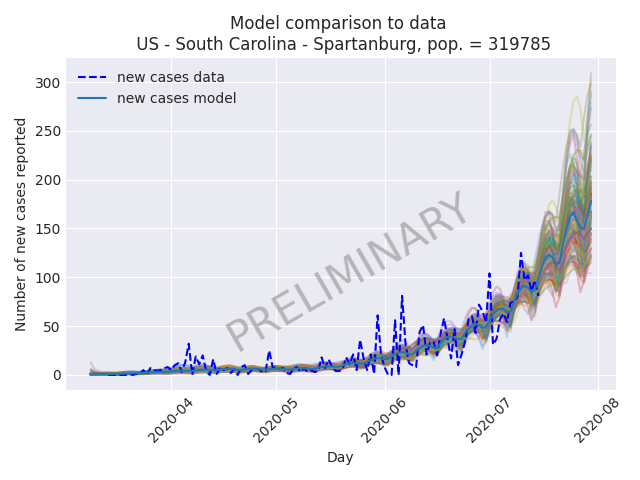 Model comparison to data
US - South Carolina - Spartanburg, pop. = 319785
new cases data
new cases model
PRELIMINARY
Number of new cases reported
300
250
200
150
100
50
0
2020-04
2020-05
2020-06
2020-07
2020-08
Day